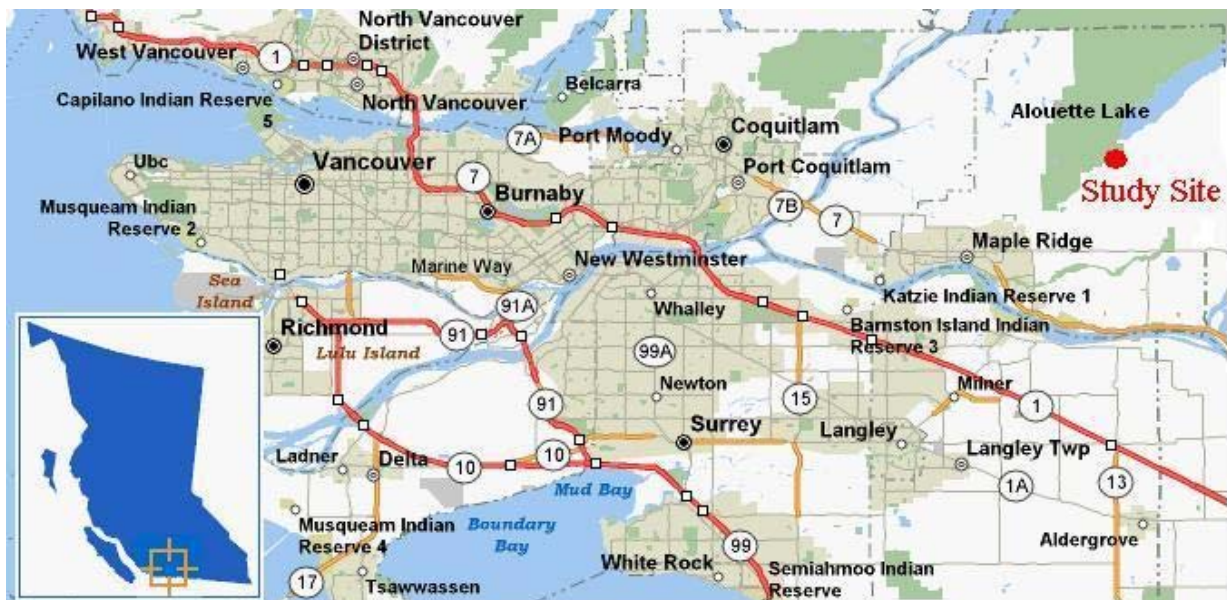 North Vancouver
District
West Vancouver
1
Capilano Indian Reserve
5
North Vancouver
Belcarra
Alouette Lake
7A
Port Moody
Coquitlam
Ubc
Vancouver
7
Burnaby
Port Coquitlam
Study Site
Musqueam Indian
Reserve 2
7B
7
Marine Way
New Westminster
Maple Ridge
Sea
Island
91A
Whalley
Katzie Indian Reserve 1
Richmond
Lulu Island
91
Barnston Island Indian
Reserve 3
99A
Newton
Milner
91
15
1
Surrey
Langley
Ladner
Delta
10
10
Langley Twp
Mud Bay
1A
13
Musqueam Indian
Reserve 4
Boundary
Bay
Aldergrove
99
White Rock
Semiahmoo Indian
Reserve
17
Tsawwassen